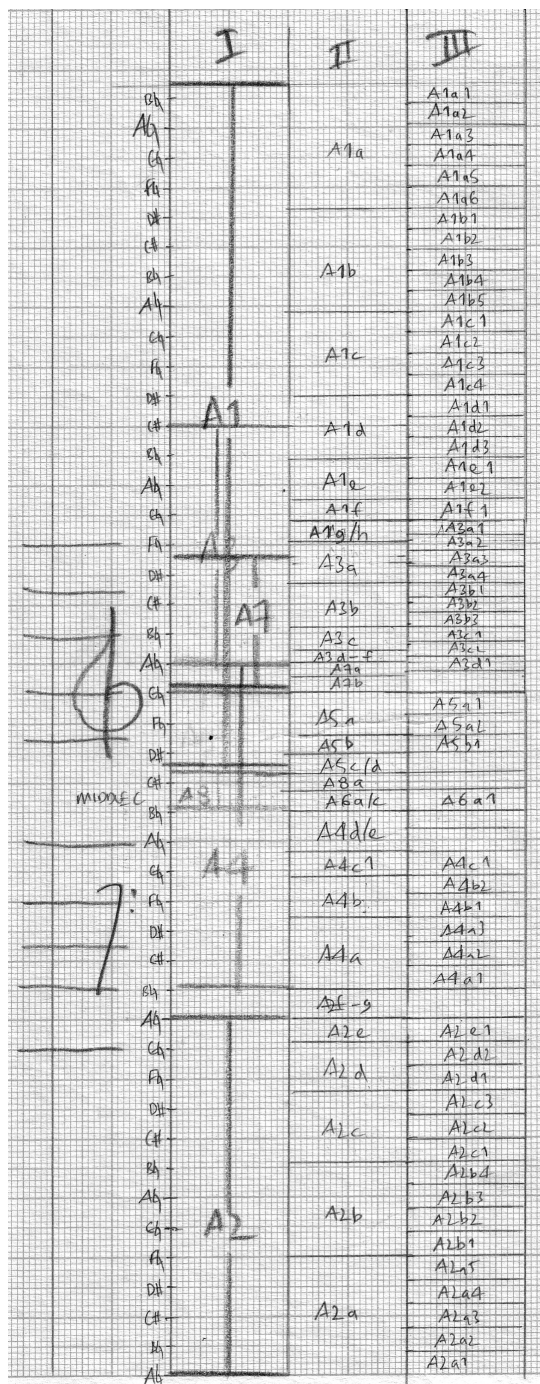 I II III
B♮
A♮
G♮
F♮
D#
C#
B♮
A♮
G♮
F♮
D#
C#
B♮
A♮
G♮
F♮
D#
C#
B♮
A♮
G♮
F♮
D#
C#
B♮
A♮
G♮
F♮
D#
C#
B♮
A♮
G♮
F♮
D#
C#
B♮
A♮
G♮
F♮
D#
C#
B♮
A♮
MIDDLE C
A1
A7
A8
A4
A2
A1a
A1b
A1c
A1d
A1e
A1f
A1g/h
A3a
A3b
A3c
A3d-f
A7a
A7b
A5a
A5b
A5c/d
A8a
A6a/c
A4d/e
A4c1
A4b
A4a
A2f-g
A2e
A2d
A2c
A2b
A2a
A1a1
A1a2
A1a3
A1a4
A1a5
A1a6
A1b1
A1b2
A1b3
A1b4
A1b5
A1c1
A1c2
A1c3
A1c4
A1d1
A1d2
A1d3
A1e1
A1e2
A1f1
A3a1
A3a2
A3a3
A3a4
A3b1
A3b2
A3b3
A3c1
A3c2
A3d1
A5a1
A5a2
A5b1
A6a1
A4c1
A4b2
A4b1
A4a3
A4a2
A4a1
A2e1
A2d2
A2d1
A2c3
A2c2
A2c1
A2b4
A2b3
A2b2
A2b1
A2a5
A2a4
A2a3
A2a2
A2a1